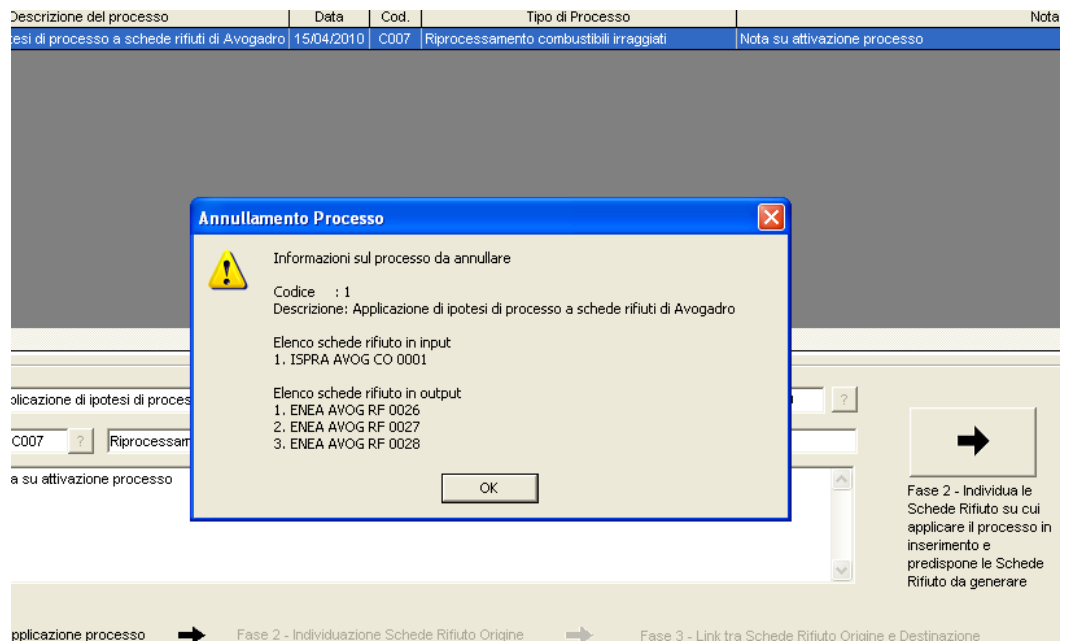 Descrizione del processo Data Cod. Tipo di Processo Nota
tesi di processo a schede rifiuti di Avogadro 15/04/2010 C007 Riprocessamento combustibili irraggiati Nota su attivazione processo
Annullamento Processo
Informazioni sul processo da annullare
Codice : 1
Descrizione: Applicazione di ipotesi di processo a schede rifiuti di Avogadro
Elenco schede rifiuto in input
1. ISPRA AVOG CO 0001
Elenco schede rifiuto in output
1. ENEA AVOG RF 0026
2. ENEA AVOG RF 0027
3. ENEA AVOG RF 0028
OK
plicazione di ipotesi di proces ?
C007 ? Riprocessam
a su attivazione processo
Fase 2 - Individua le
Schede Rifiuto su cui
applicare il processo in
inserimento e
predispone le Schede
Rifiuto da generare
pplicazione processo Fase 2 - Individuazione Schede Rifiuto Origine Fase 3 - Link tra Schede Rifiuto Origine e Destinazione